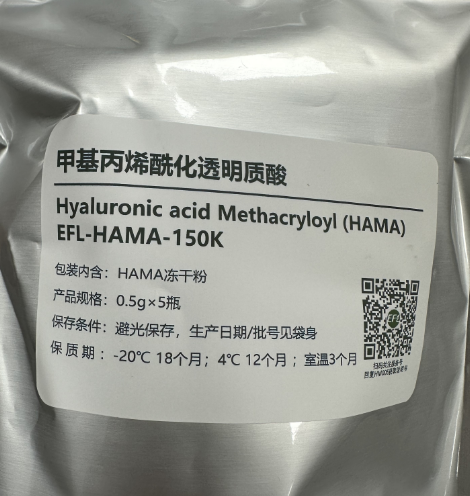 甲基丙烯酰化透明质酸
Hyaluronic acid Methacryloyl (HAMA)
EFL-HAMA-150K
包装内含：HAMA冻干粉
产品规格：0.5g×5瓶
保存条件：避光保存，生产日期/批号见袋身
保 质 期 ：-20℃ 18个月；4℃ 12个月 ；室温3个月